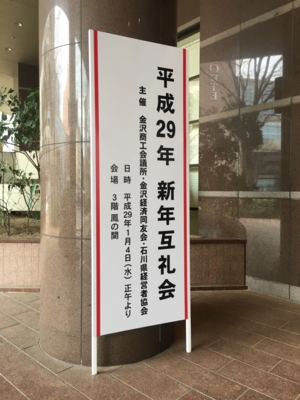 平成29年 新年互礼会
主催 金沢商工会議所・金沢経済同友会・石川県経営者協会
日時 平成29年1月4日(水)正午より
会場 3階 鳳の間